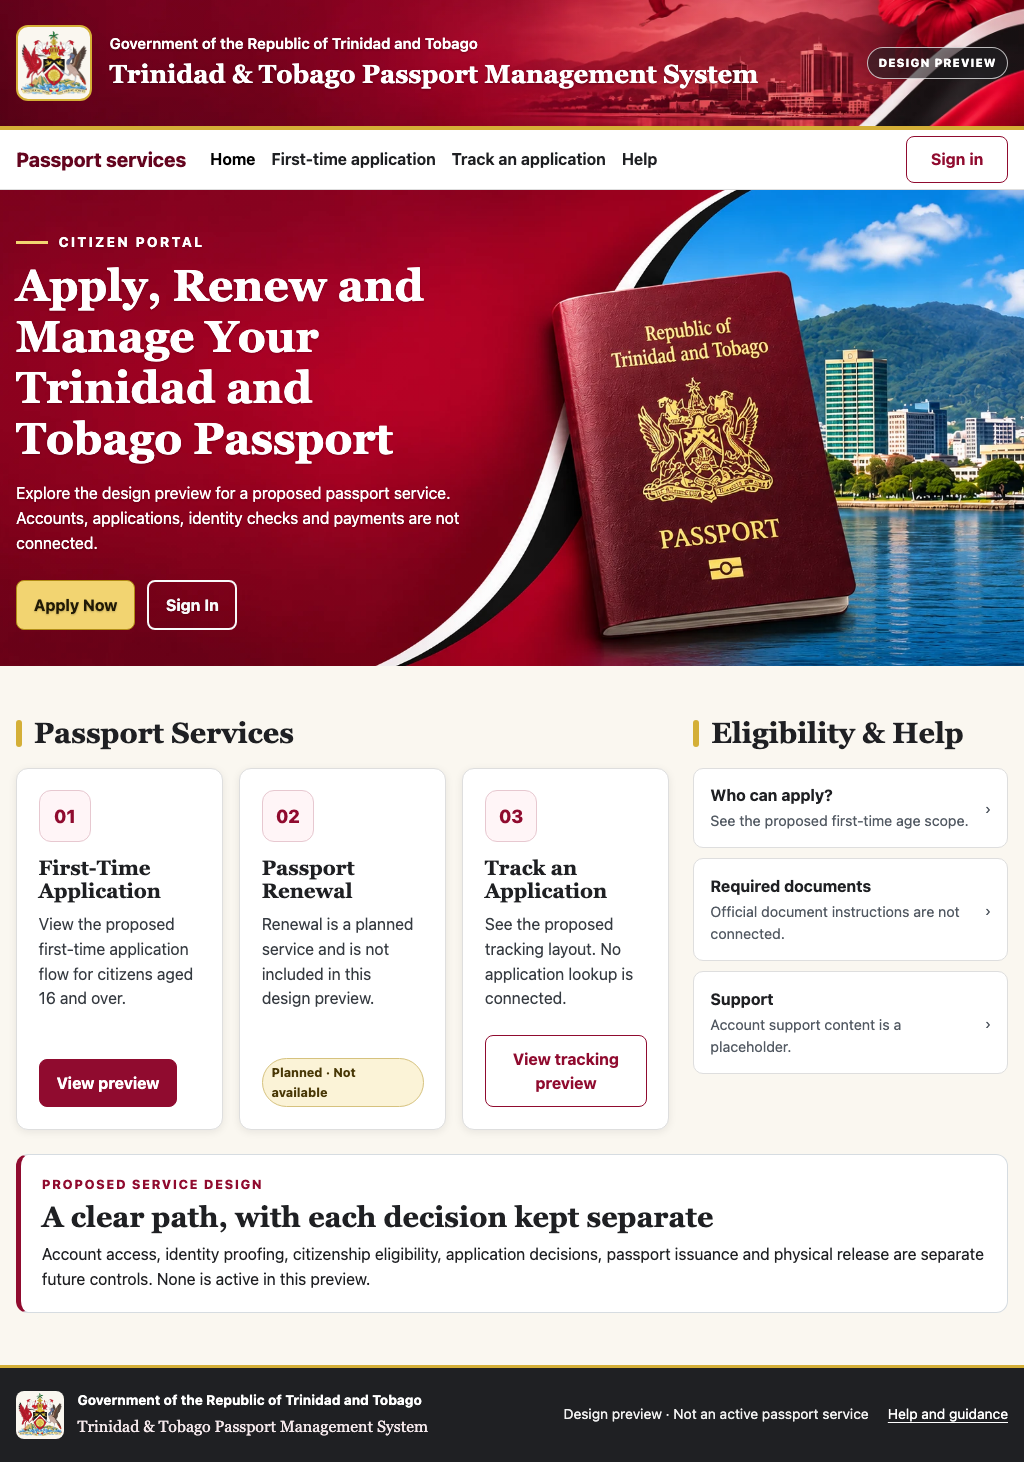 Government of the Republic of Trinidad and Tobago
Trinidad & Tobago Passport Management System
DESIGN PREVIEW
Passport services
Home
First-time application
Track an application
Help
Sign in
CITIZEN PORTAL
Apply, Renew and
Manage Your
Trinidad and
Tobago Passport
Explore the design preview for a proposed passport service.
Accounts, applications, identity checks and payments are not
connected.
Apply Now
Sign In
Republic of
Trinidad and Tobago
PASSPORT
Passport Services
01
First-Time
Application
View the proposed
first-time application
flow for citizens aged
16 and over.
View preview
02
Passport
Renewal
Renewal is a planned
service and is not
included in this
design preview.
Planned · Not
available
03
Track an
Application
See the proposed
tracking layout. No
application lookup is
connected.
View tracking
preview
Eligibility & Help
Who can apply?
See the proposed first-time age scope.
›
Required documents
Official document instructions are not
connected.
›
Support
Account support content is a
placeholder.
›
PROPOSED SERVICE DESIGN
A clear path, with each decision kept separate
Account access, identity proofing, citizenship eligibility, application decisions, passport issuance and physical release are separate
future controls. None is active in this preview.
Government of the Republic of Trinidad and Tobago
Trinidad & Tobago Passport Management System
Design preview · Not an active passport service
Help and guidance